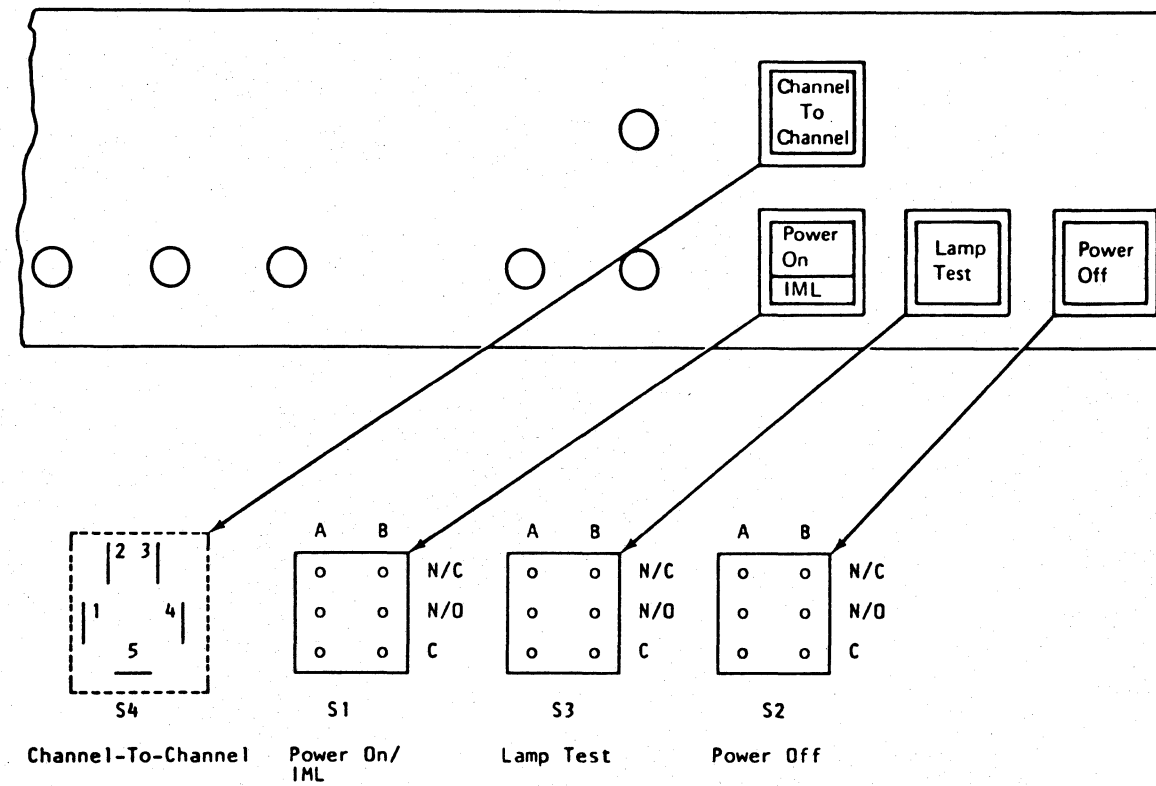 Channel
To
Channel
Power
On
IML
Lamp
Test
Power
Off
2 3
1 4
5
S4
Channel-To-Channel
A B
N/C
N/O
C
S1
Power On/
IML
A B
N/C
N/O
C
S3
Lamp Test
A B
N/C
N/O
C
S2
Power Off